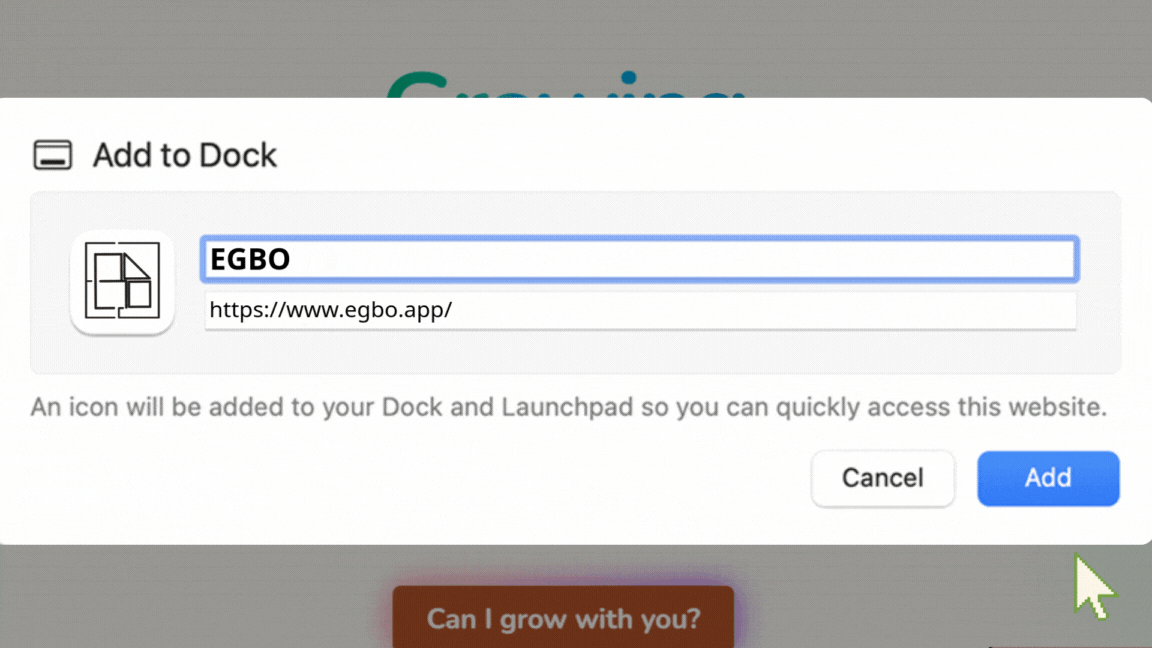 Growing
Add to Dock
EGBO
https://www.egbo.app/
An icon will be added to your Dock and Launchpad so you can quickly access this website.
Cancel
Add
Can I grow with you?